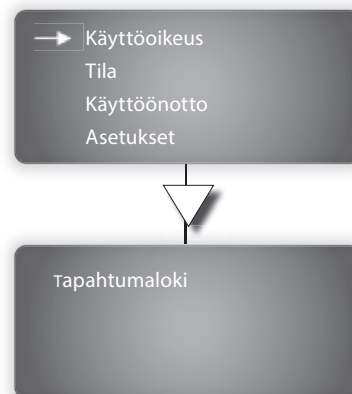 Käyttöoikeus
Tila
Käyttöönotto
Asetukset
Tapahtumaloki